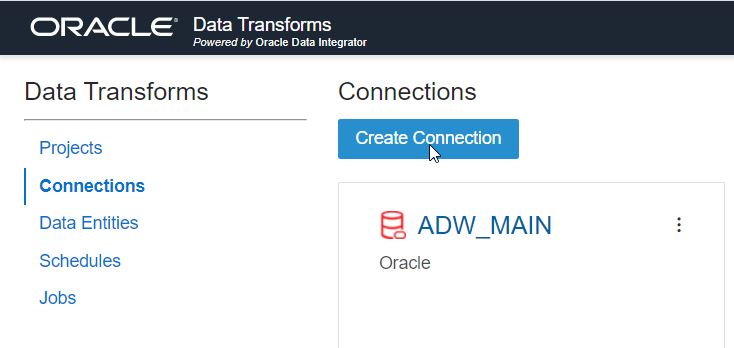 ORACLE®
Data Transforms
Powered by Oracle Data Integrator
Data Transforms
Projects
Connections
Data Entities
Schedules
Jobs
Connections
Create Connection
ADW_MAIN
Oracle